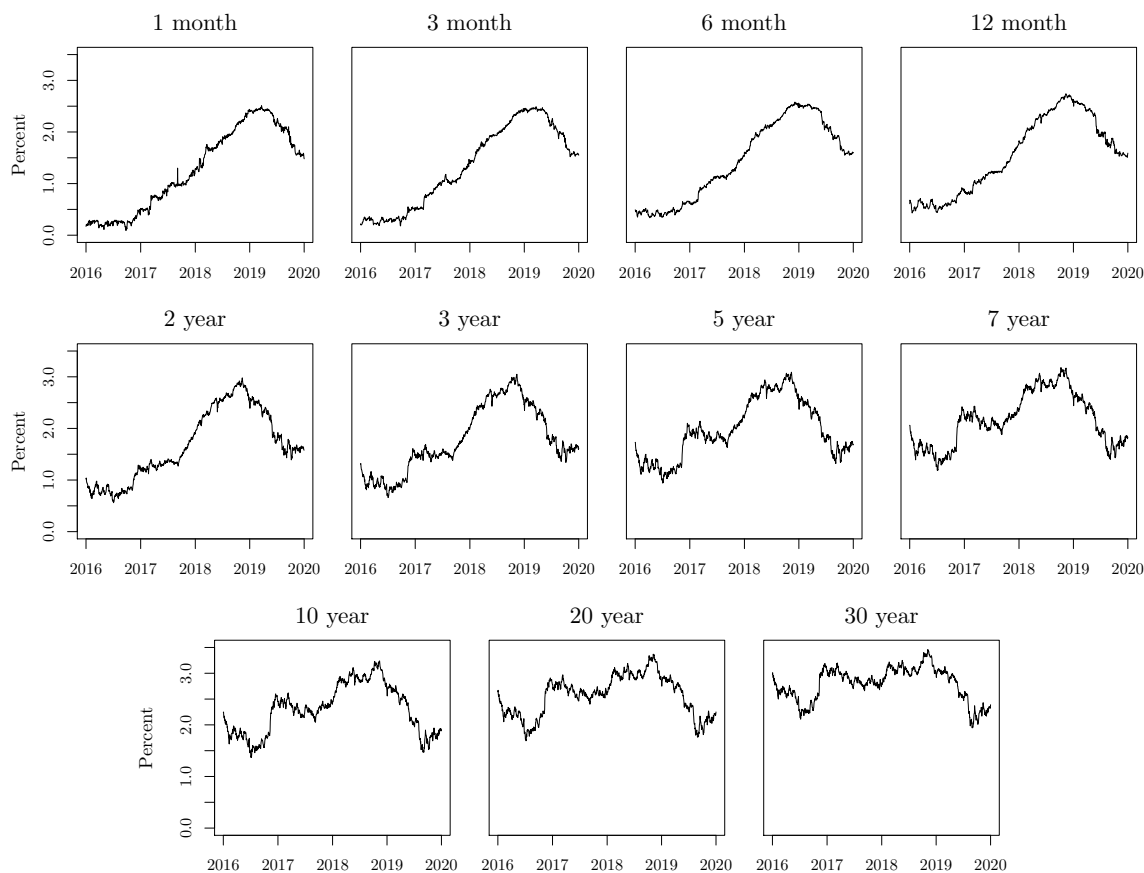 1 month 3 month 6 month 12 month
Percent
0.0 1.0 2.0 3.0
2016 2017 2018 2019 2020 2016 2017 2018 2019 2020 2016 2017 2018 2019 2020 2016 2017 2018 2019 2020
2 year 3 year 5 year 7 year
Percent
0.0 1.0 2.0 3.0
2016 2017 2018 2019 2020 2016 2017 2018 2019 2020 2016 2017 2018 2019 2020 2016 2017 2018 2019 2020
10 year 20 year 30 year
Percent
0.0 1.0 2.0 3.0
2016 2017 2018 2019 2020 2016 2017 2018 2019 2020 2016 2017 2018 2019 2020